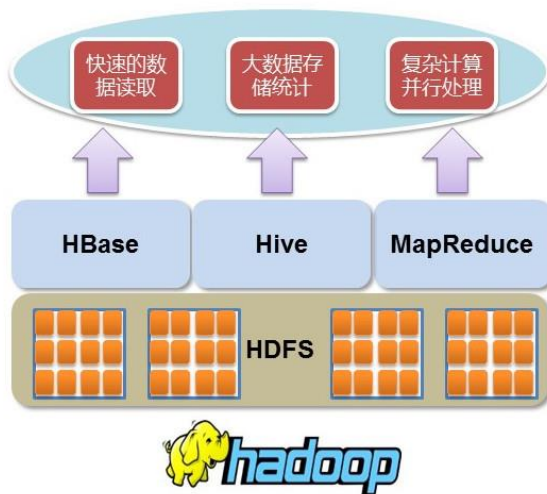 快速的数
据读取
大数据存
储统计
复杂计算
并行处理
HBase
Hive
MapReduce
HDFS
hadoop